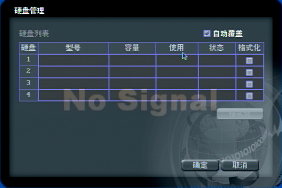 硬盘管理
硬盘列表 自动覆盖
硬盘 型号 容量 使用 状态 格式化
1
2
3
4
No Signal
确定 取消